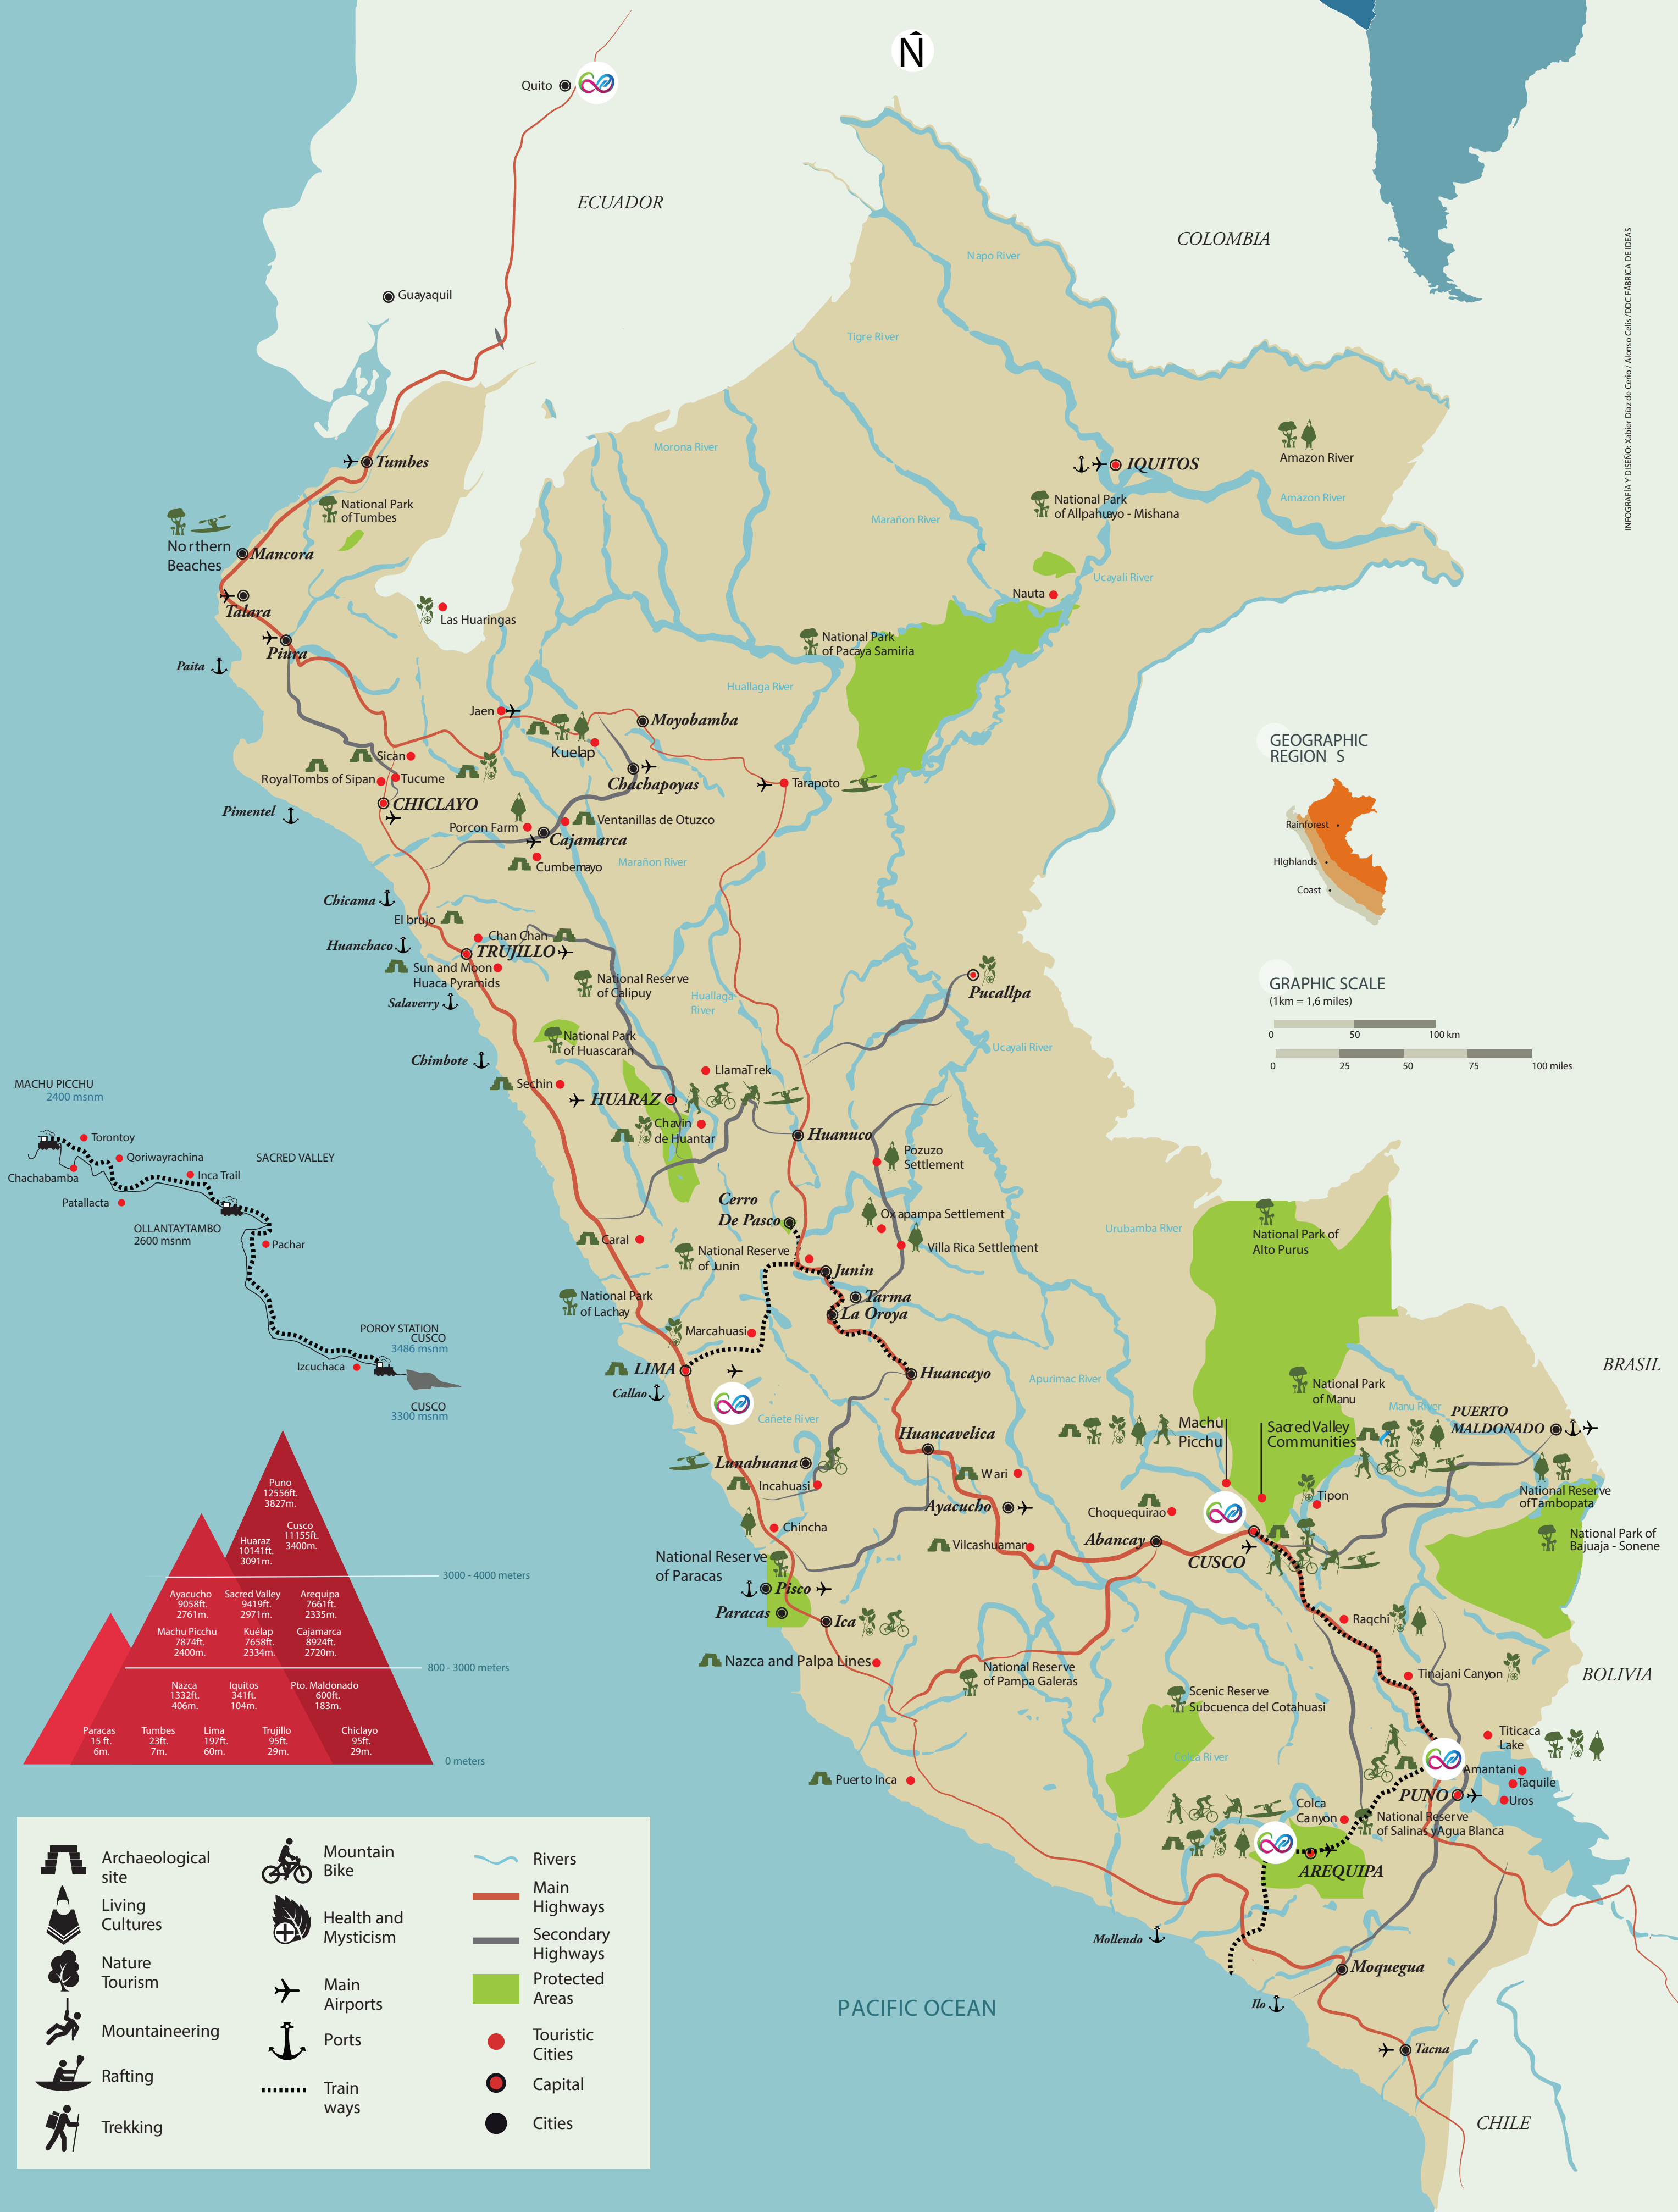 N
Quito
ECUADOR
COLOMBIA
Guayaquil
INFOGRAFÍA Y DISEÑO: Xabier Díaz de Cerio / Alonso Celis /DDC FÁBRICA DE IDEAS
Napo River
Tigre River
Morona River
Tumbes
IQUITOS
Amazon River
Amazon River
National Park
of Tumbes
National Park
of Allpahuayo - Mishana
Marañon River
Northern
Beaches
Mancora
Ucayali River
Nauta
Talara
Las Huaringas
Piura
Paita
National Park
of Pacaya Samiria
Huallaga River
Jaen
Moyobamba
Kuelap
Sican
Royal Tombs of Sipan
Tucume
Chachapoyas
Tarapoto
CHICLAYO
Pimentel
Porcon Farm
Ventanillas de Otuzco
Cajamarca
Cumbemayo
Marañon River
Chicama
El brujo
Huanchaco
Chan Chan
TRUJILLO
Sun and Moon
Huaca Pyramids
Salaverry
National Reserve
of Calipuy
Huallaga
River
Pucallpa
Ucayali River
National Park
of Huascaran
Chimbote
Sechin
LlamaTrek
HUARAZ
Chavin
de Huantar
Huanuco
Pozuzo
Settlement
Cerro
De Pasco
Oxapampa Settlement
Villa Rica Settlement
Caral
National Reserve
of Junin
Junin
Tarma
La Oroya
National Park
of Lachay
Marcahuasi
LIMA
Callao
Huancayo
Urubamba River
Apurimac River
Cañete River
National Park of
Alto Purus
BRASIL
National Park
of Manu
Manu River
PUERTO
MALDONADO
Machu
Picchu
Sacred Valley
Communities
Huancavelica
Lunahuana
Incahuasi
Wari
Ayacucho
Chincha
Vilcashuaman
Choquequirao
Abancay
CUSCO
Tipon
National Reserve
of Tambopata
National Park of
Bajuaja - Sonene
National Reserve
of Paracas
Pisco
Paracas
Ica
Nazca and Palpa Lines
National Reserve
of Pampa Galeras
Raqchi
Tinajani Canyon
BOLIVIA
Scenic Reserve
Subcuenca del Cotahuasi
Colca River
Puerto Inca
Titicaca
Lake
Amantani
Taquile
Uros
PUNO
Colca
Canyon
National Reserve
of Salinas y Agua Blanca
AREQUIPA
Mollendo
Moquegua
Ilo
Tacna
PACIFIC OCEAN
CHILE
GEOGRAPHIC
REGION S
Rainforest
HIghlands
Coast
GRAPHIC SCALE
(1km = 1,6 miles)
0 50 100 km
0 25 50 75 100 miles
MACHU PICCHU
2400 msnm
Torontoy
Qoriwayrachina
SACRED VALLEY
Chachabamba
Inca Trail
Patallacta
OLLANTAYTAMBO
2600 msnm
Pachar
POROY STATION
CUSCO
3486 msnm
Izcuchaca
CUSCO
3300 msnm
Puno
12556ft.
3827m.
Cusco
11155ft.
3400m.
Huaraz
10141ft.
3091m.
3000 - 4000 meters
Ayacucho
9058ft.
2761m.
Sacred Valley
9419ft.
2971m.
Arequipa
7661ft.
2335m.
Machu Picchu
7874ft.
2400m.
Kuélap
7658ft.
2334m.
Cajamarca
8924ft.
2720m.
800 - 3000 meters
Nazca
1332ft.
406m.
Iquitos
341ft.
104m.
Pto. Maldonado
600ft.
183m.
Paracas
15 ft.
6m.
Tumbes
23ft.
7m.
Lima
197ft.
60m.
Trujillo
95ft.
29m.
Chiclayo
95ft.
29m.
0 meters
Archaeological
site
Living
Cultures
Nature
Tourism
Mountaineering
Rafting
Trekking
Mountain
Bike
Health and
Mysticism
Main
Airports
Ports
Train
ways
Rivers
Main
Highways
Secondary
Highways
Protected
Areas
Touristic
Cities
Capital
Cities